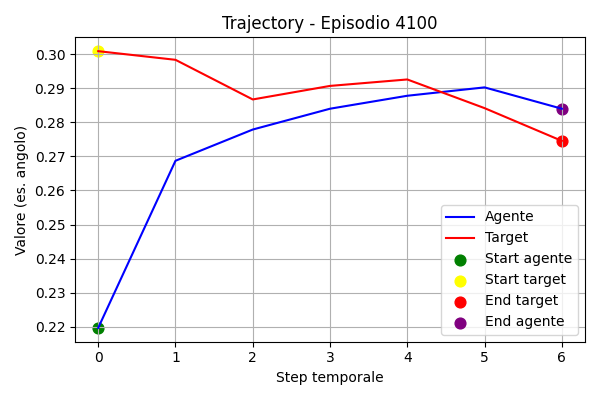 Trajectory - Episodio 4100
Valore (es. angolo)
0.30
0.29
0.28
0.27
0.26
0.25
0.24
0.23
0.22
Agente
Target
Start agente
Start target
End target
End agente
0 1 2 3 4 5 6
Step temporale